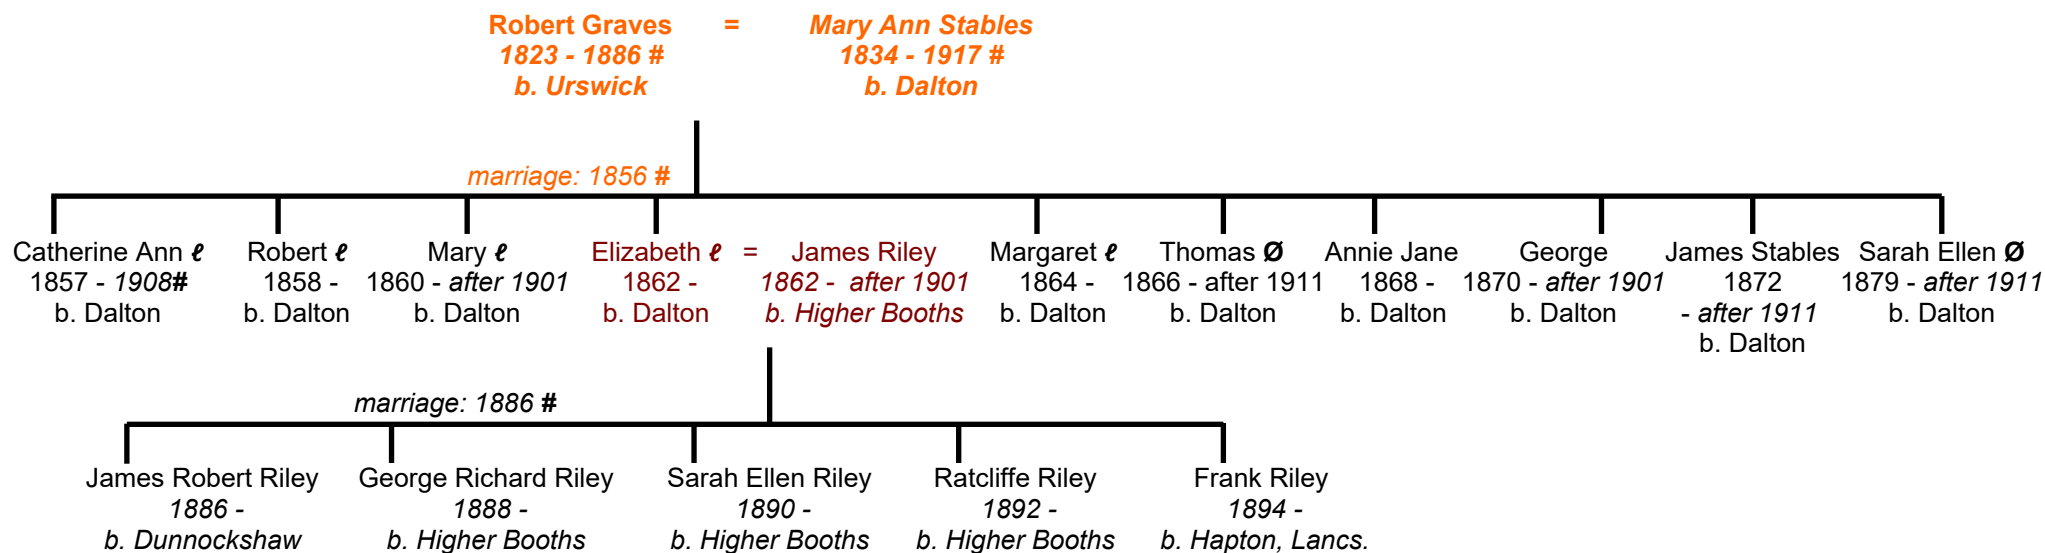 Robert Graves = Mary Ann Stables
1823 - 1886 # 1834 - 1917 #
b. Urswick b. Dalton
marriage: 1856 #
Catherine Ann ℓ Robert ℓ Mary ℓ Elizabeth ℓ = James Riley Margaret ℓ Thomas Ø Annie Jane George James Stables Sarah Ellen Ø
1857 - 1908# 1858 - 1860 - after 1901 1862 - 1862 - after 1901 1864 - 1866 - after 1911 1868 - 1870 - after 1901 1872 1879 - after 1911
b. Dalton b. Dalton b. Dalton b. Dalton b. Higher Booths b. Dalton b. Dalton b. Dalton b. Dalton - after 1911 b. Dalton
b. Dalton
marriage: 1886 #
James Robert Riley George Richard Riley Sarah Ellen Riley Ratcliffe Riley Frank Riley
1886 - 1888 - 1890 - 1892 - 1894 -
b. Dunnockshaw b. Higher Booths b. Higher Booths b. Higher Booths b. Hapton, Lancs.